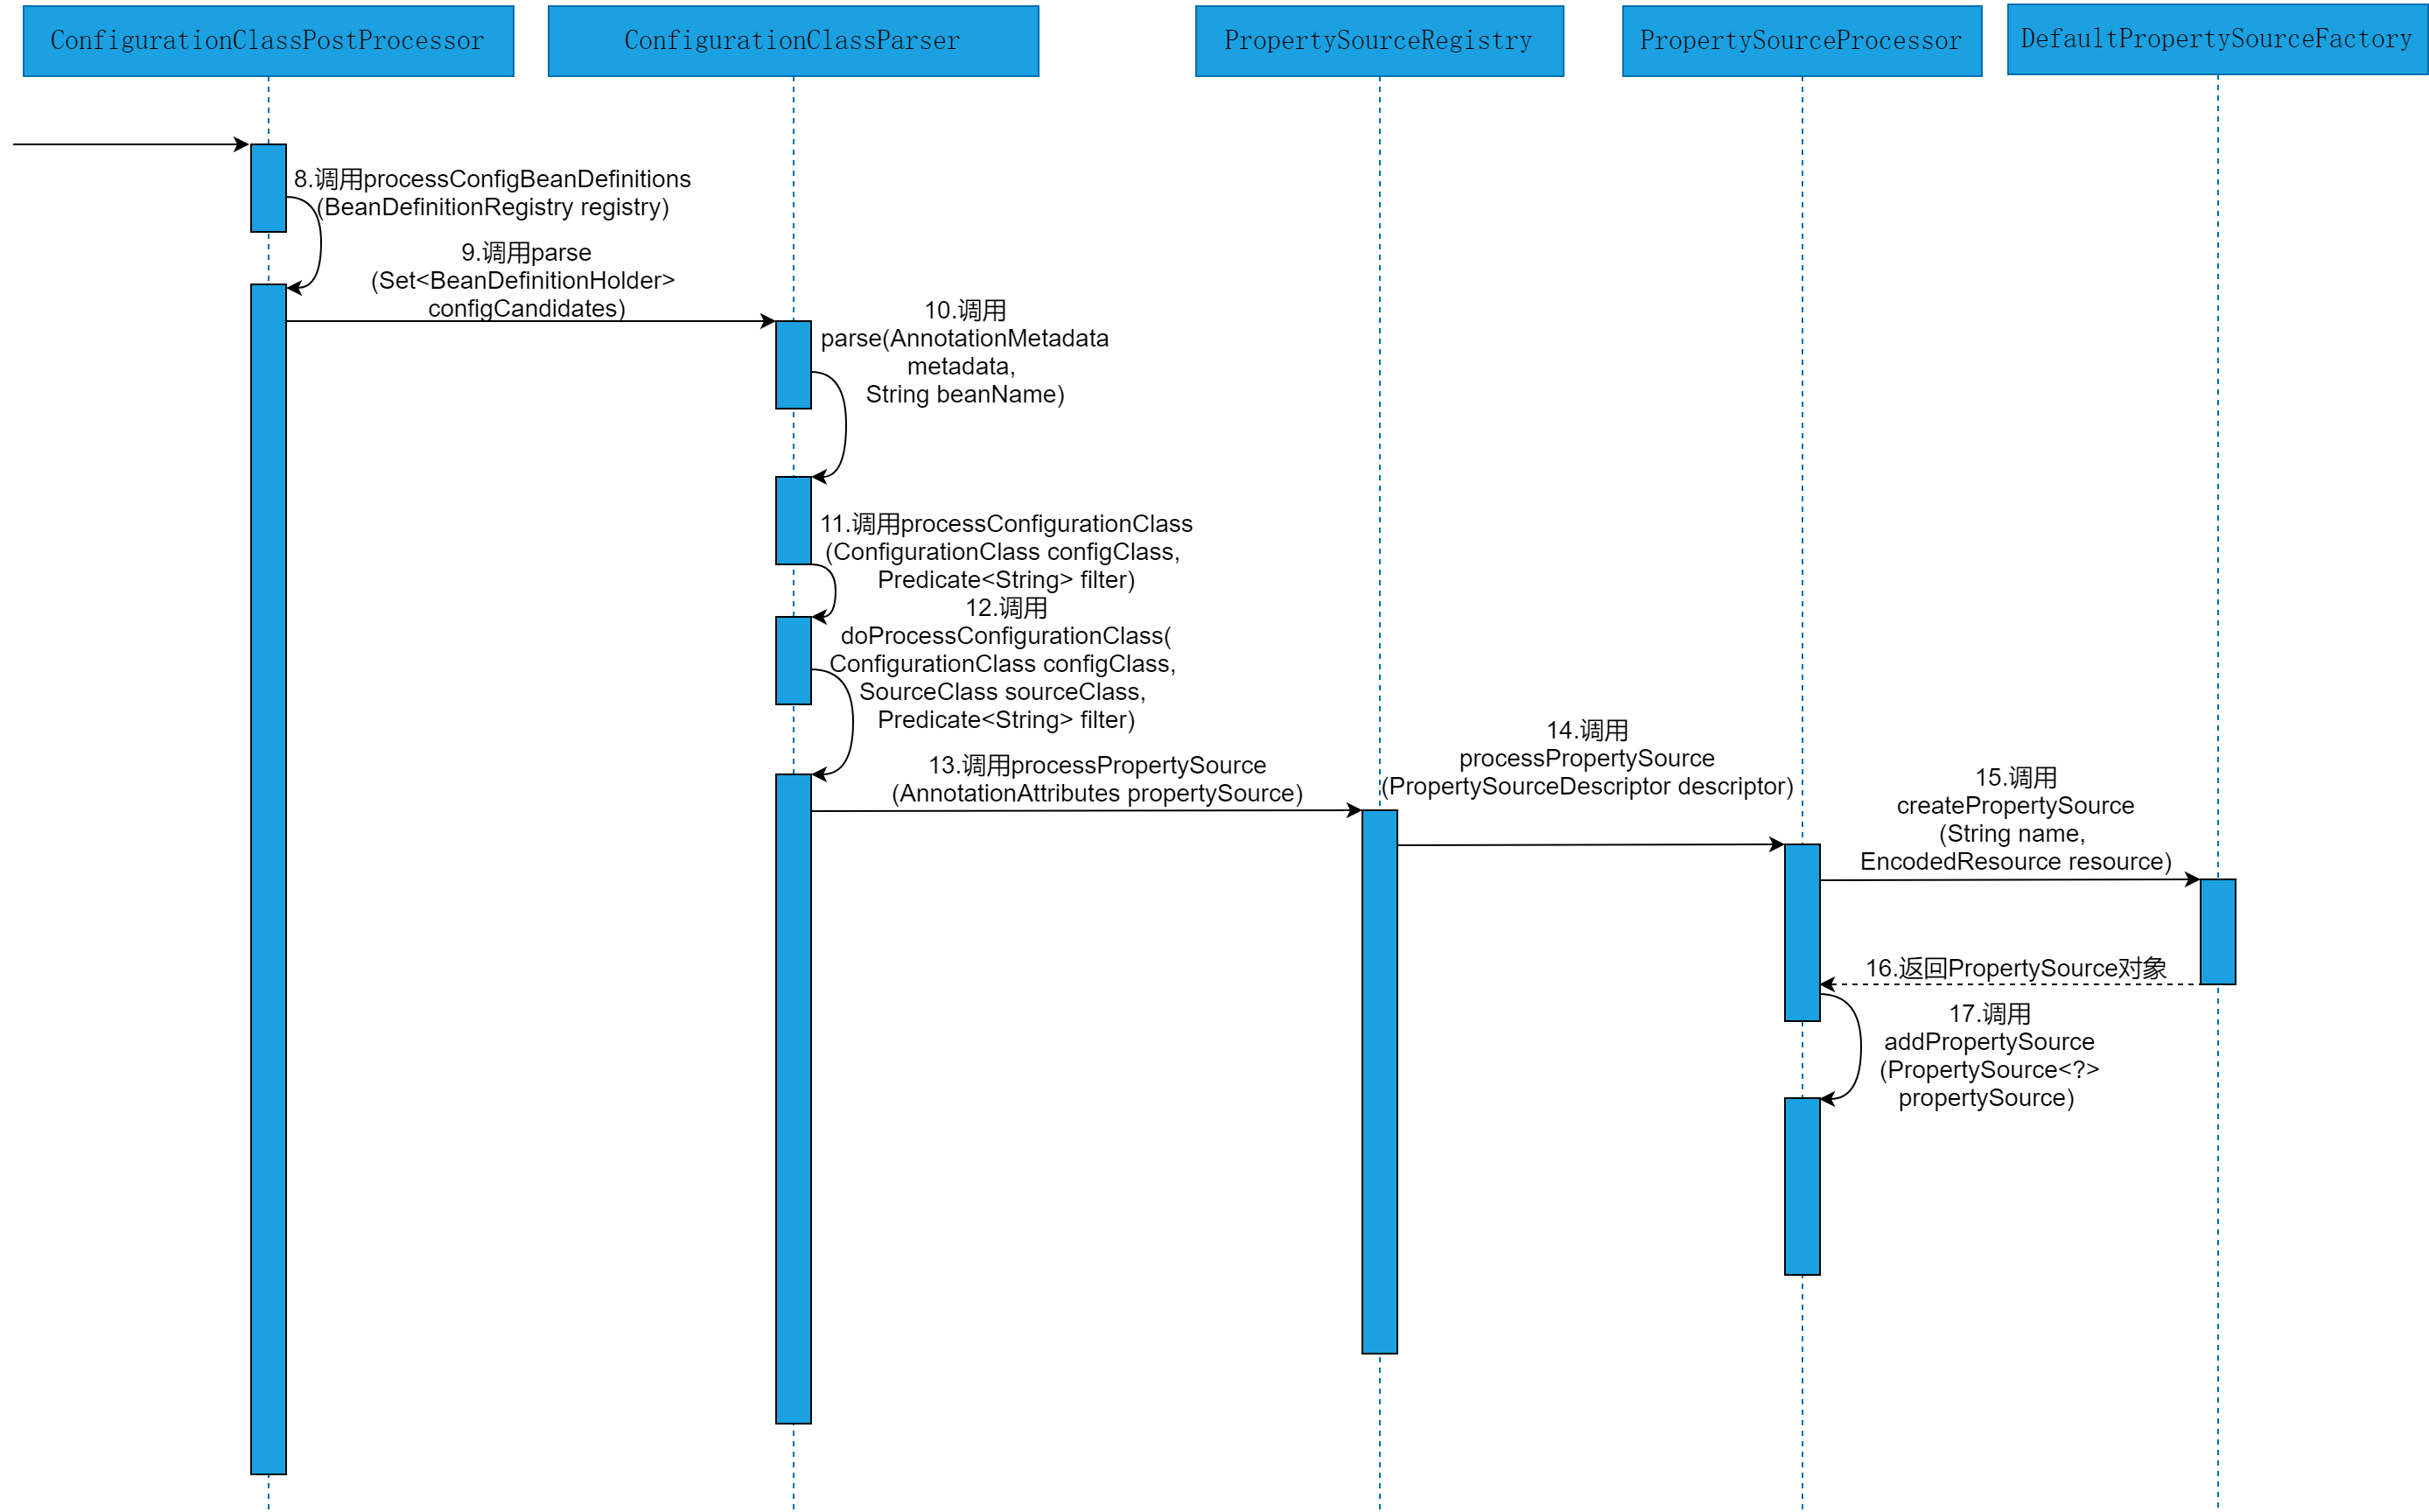 ConfigurationClassPostProcessor
ConfigurationClassParser
PropertySourceRegistry
PropertySourceProcessor
DefaultPropertySourceFactory
8.调用processConfigBeanDefinitions
(BeanDefinitionRegistry registry)
9.调用parse
(Set<BeanDefinitionHolder>
configCandidates)
10.调用
parse(AnnotationMetadata
metadata,
String beanName)
11.调用processConfigurationClass
(ConfigurationClass configClass,
Predicate<String> filter)
12.调用
doProcessConfigurationClass(
ConfigurationClass configClass,
SourceClass sourceClass,
Predicate<String> filter)
13.调用processPropertySource
(AnnotationAttributes propertySource)
14.调用
processPropertySource
(PropertySourceDescriptor descriptor)
15.调用
createPropertySource
(String name,
EncodedResource resource)
16.返回PropertySource对象
17.调用
addPropertySource
(PropertySource<?>
propertySource)